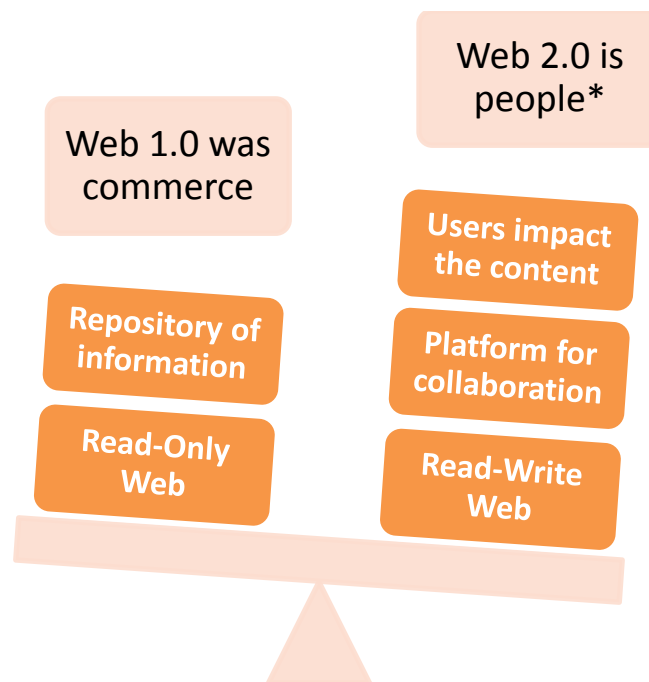 Web 1.0 was
commerce
Repository of
information
Read-Only
Web
Web 2.0 is
people*
Users impact
the content
Platform for
collaboration
Read-Write
Web